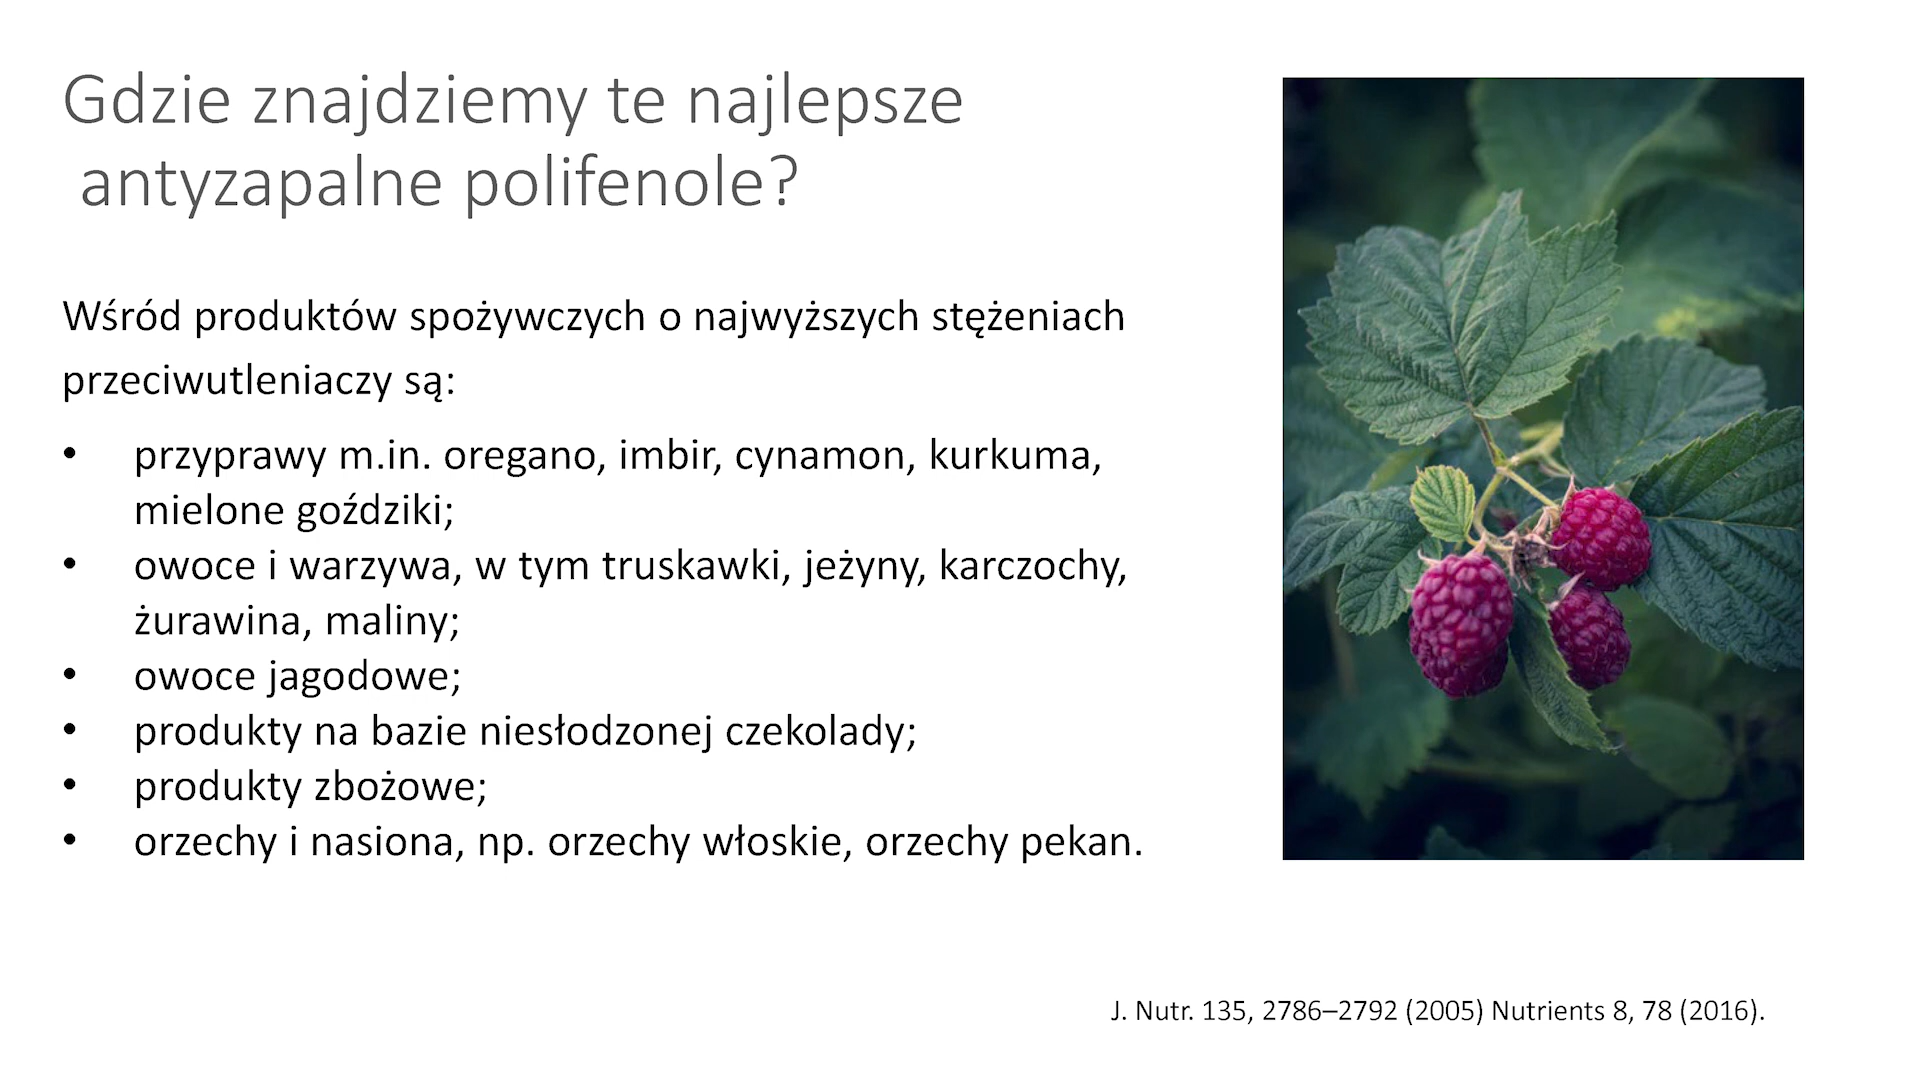 Gdzie znajdziemy te najlepsze
antyzapalne polifenole?
Wśród produktów spożywczych o najwyższych stężeniach
przeciwutleniaczy są:
• przyprawy m.in. oregano, imbir, cynamon, kurkuma,
mielone goździki;
• owoce i warzywa, w tym truskawki, jeżyny, karczochy,
żurawina, maliny;
• owoce jagodowe;
• produkty na bazie niesłodzonej czekolady;
• produkty zbożowe;
• orzechy i nasiona, np. orzechy włoskie, orzechy pekan.
J. Nutr. 135, 2786–2792 (2005) Nutrients 8, 78 (2016).